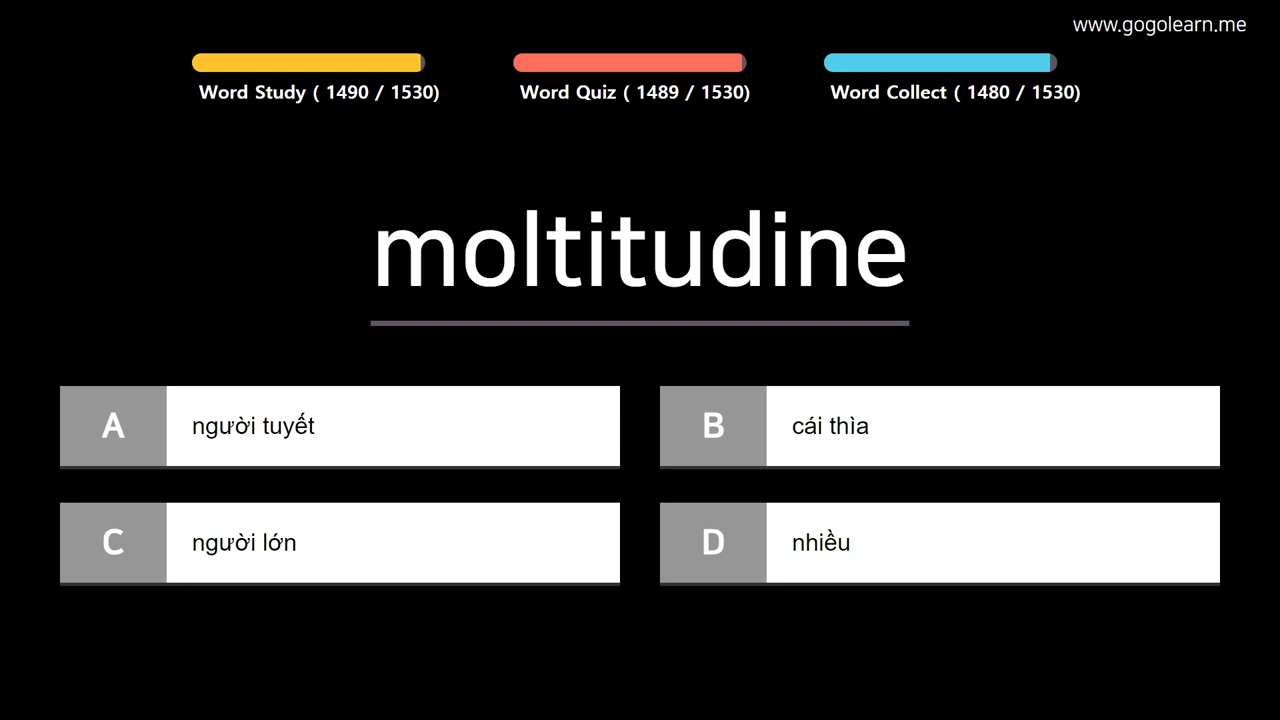 www.gogolearn.me
Word Study ( 1490 / 1530)
Word Quiz ( 1489 / 1530)
Word Collect ( 1480 / 1530)
moltitudine
A người tuyết
B cái thìa
C người lớn
D nhiều